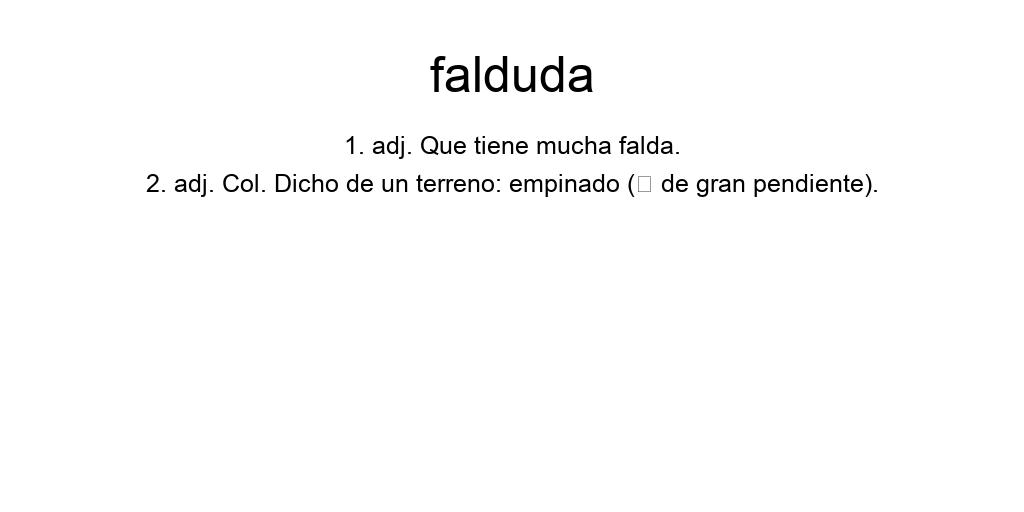 falduda
1. adj. Que tiene mucha falda.
2. adj. Col. Dicho de un terreno: empinado (▯ de gran pendiente).